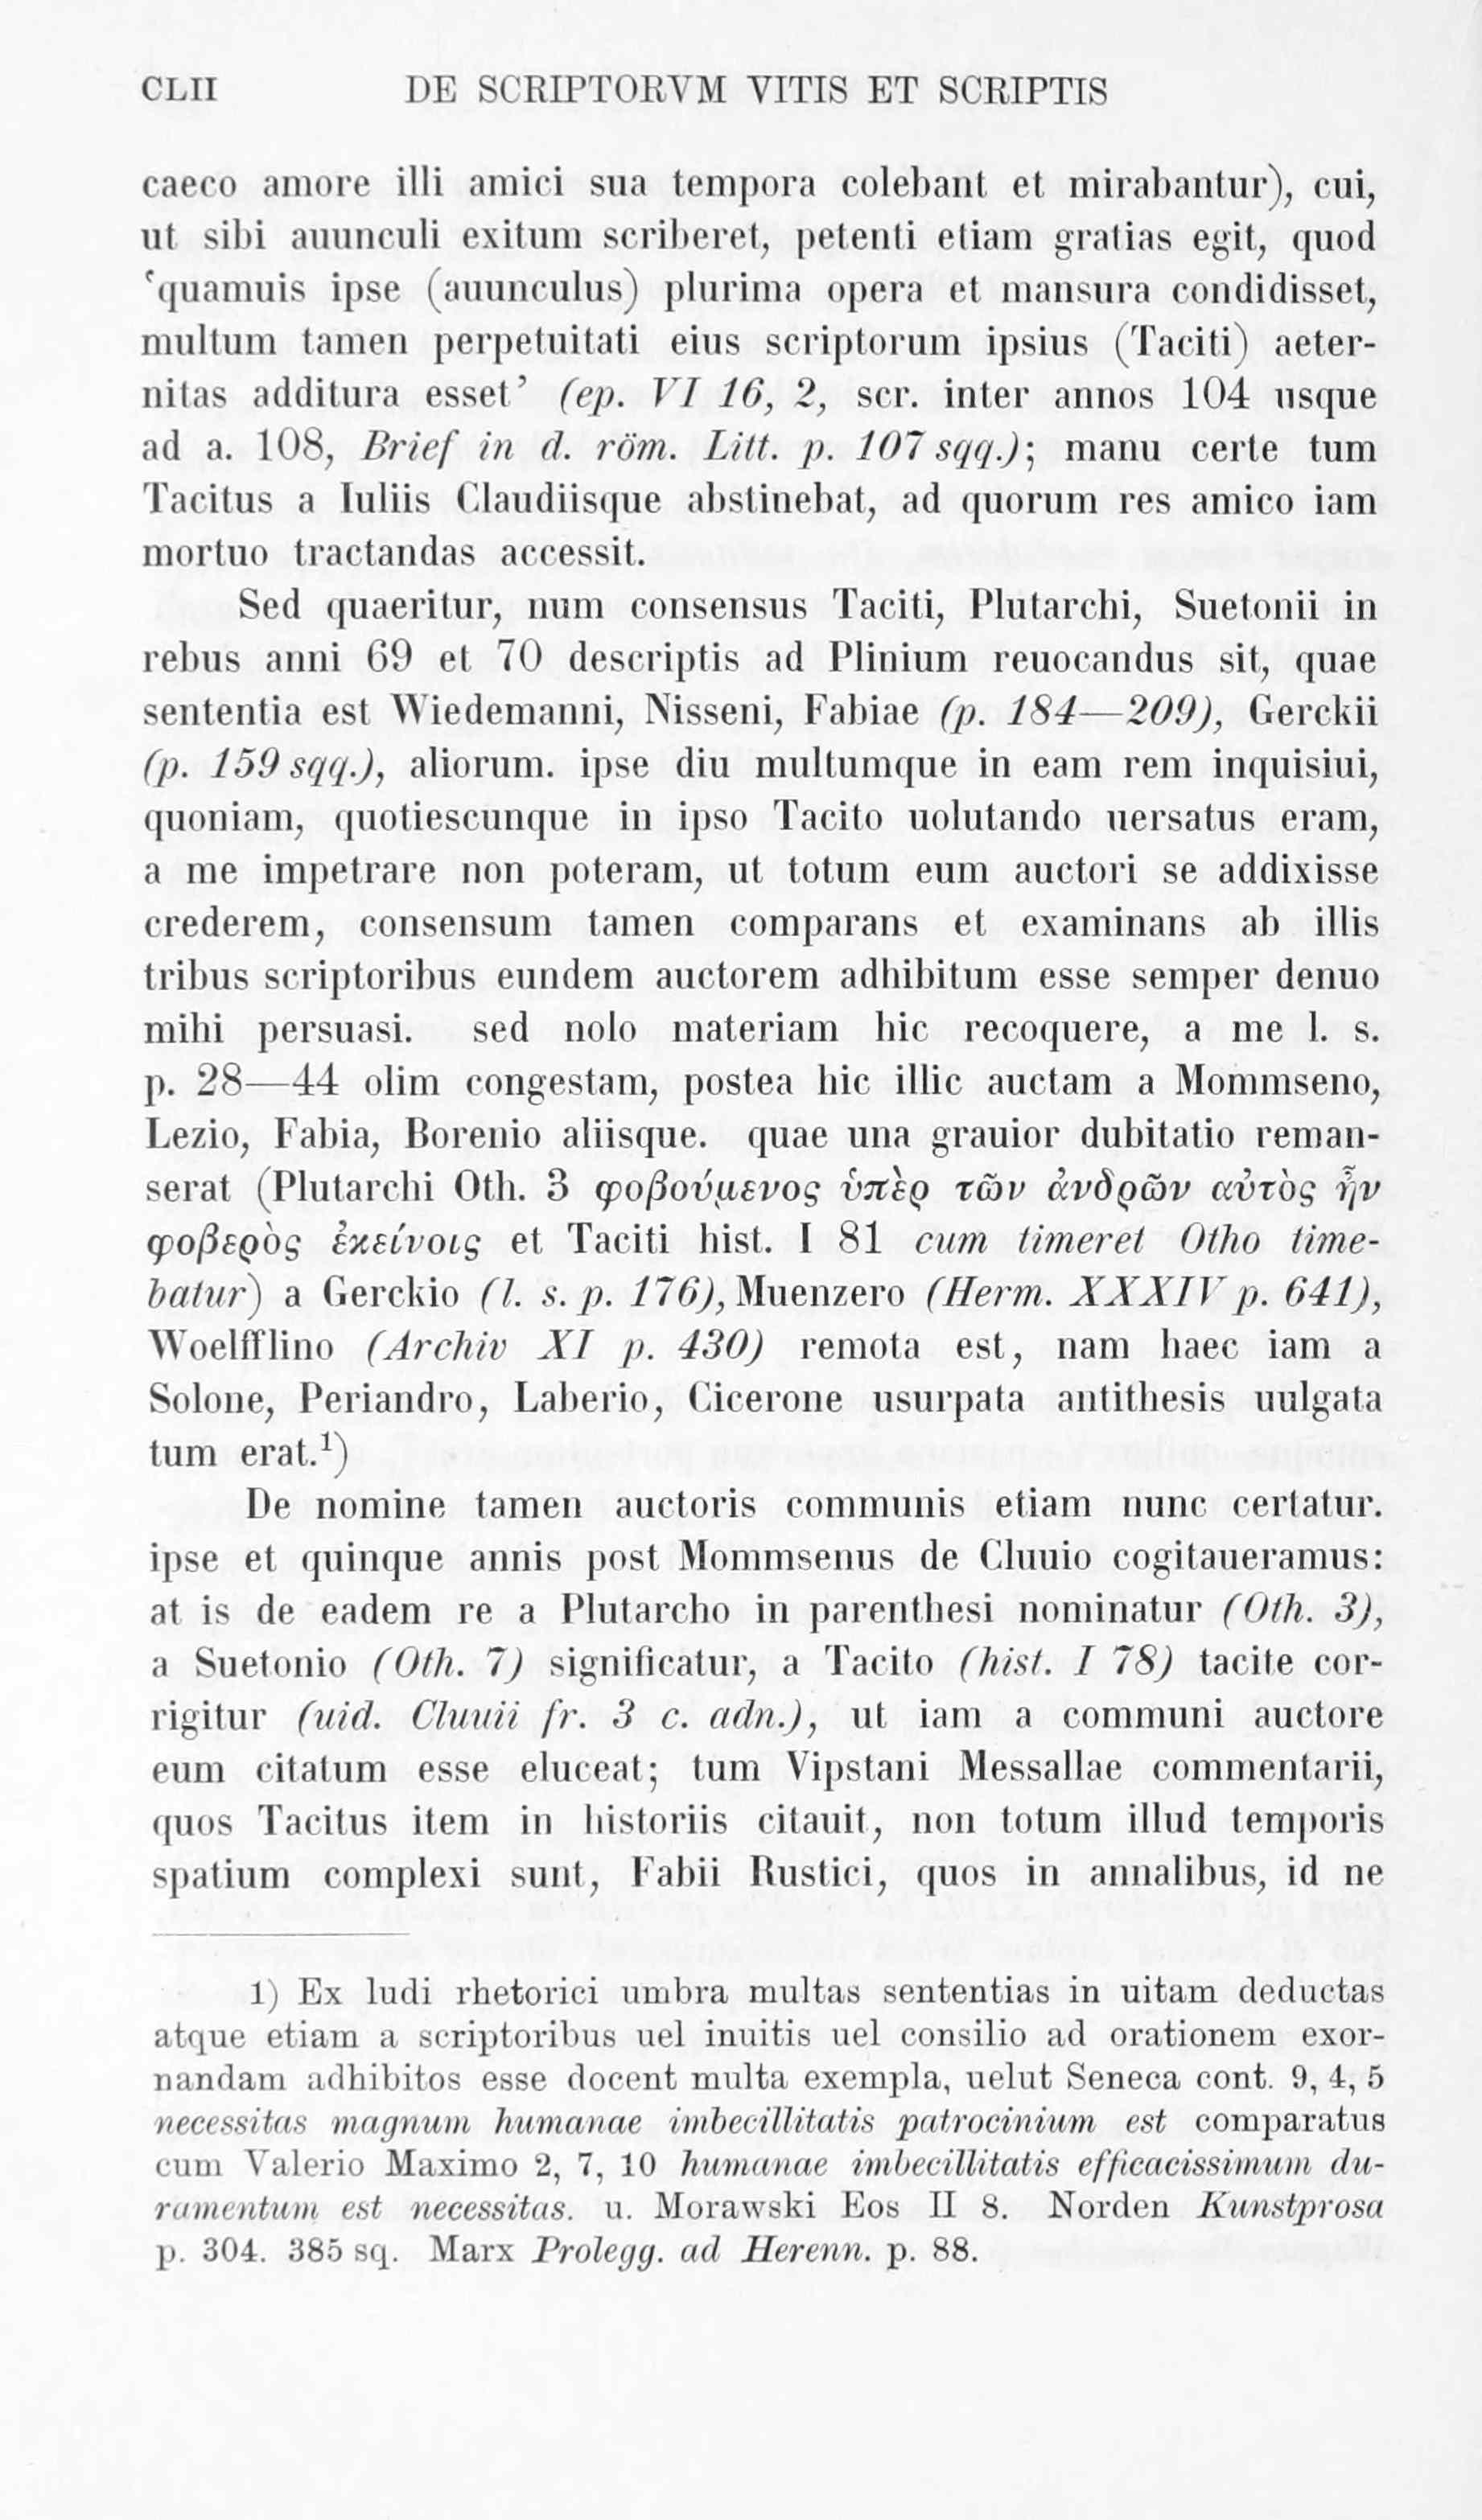 CLII DE SCRIPTORVM VITIS ET SCRIPTIS
caeco amore illi amici sua tempora colebant et mirabantur), cui,
ut sibi auunculi exitum scriberet, petenti etiam gratias egit, quod
‘quamuis ipse (auunculus) plurima opera et mansura condidisset,
multum tamen perpetuitati eius scriptorum ipsius (Taciti) aeter-
nitas additura esset’ (ep. VI 16, 2, scr. inter annos 104 usque
ad a. 108, Brief in d. röm. Litt. p. 107 sqq.); manu certe tum
Tacitus a Iuliis Claudiisque abstinebat, ad quorum res amico iam
mortuo tractandas accessit.
Sed quaeritur, num consensus Taciti, Plutarchi, Suetonii in
rebus anni 69 et 70 descriptis ad Plinium reuocandus sit, quae
sententia est Wiedemanni, Nisseni, Fabiae (p. 184—209), Gerckii
(p. 159 sqq.), aliorum. ipse diu multumque in eam rem inquisiui,
quoniam, quotiescunque in ipso Tacito uolutando uersatus eram,
a me impetrare non poteram, ut totum eum auctori se addixisse
crederem, consensum tamen comparans et examinans ab illis
tribus scriptoribus eundem auctorem adhibitum esse semper denuo
mihi persuasi. sed nolo materiam hic recoquere, a me l. s.
p. 28—44 olim congestam, postea hic illic auctam a Mommseno,
Lezio, Fabia, Borenio aliisque. quae una grauior dubitatio reman-
serat (Plutarchi Oth. 3 φοβούμενος ὑπὲρ τῶν ἀνδρῶν αὐτὸς ἦν
φοβερὸς ἐκείνοις et Taciti hist. I 81 cum timeret Otho time-
batur) a Gerckio (l. s. p. 176), Muenzero (Herm. XXXIV p. 641),
Woelfflino (Archiv XI p. 430) remota est, nam haec iam a
Solone, Periandro, Laberio, Cicerone usurpata antithesis uulgata
tum erat.¹)
De nomine tamen auctoris communis etiam nunc certatur.
ipse et quinque annis post Mommsenus de Cluuio cogitaueramus:
at is de eadem re a Plutarcho in parenthesi nominatur (Oth. 3),
a Suetonio (Oth. 7) significatur, a Tacito (hist. I 78) tacite cor-
rigitur (uid. Cluuii fr. 3 c. adn.), ut iam a communi auctore
eum citatum esse eluceat; tum Vipstani Messallae commentarii,
quos Tacitus item in historiis citauit, non totum illud temporis
spatium complexi sunt, Fabii Rustici, quos in annalibus, id ne
1) Ex ludi rhetorici umbra multas sententias in uitam deductas
atque etiam a scriptoribus uel inuitis uel consilio ad orationem exor-
nandam adhibitos esse docent multa exempla, uelut Seneca cont. 9, 4, 5
necessitas magnum humanae imbecillitatis patrocinium est comparatus
cum Valerio Maximo 2, 7, 10 humanae imbecillitatis efficacissimum du-
ramentum est necessitas. u. Morawski Eos II 8. Norden Kunstprosa
p. 304. 385 sq. Marx Prolegg. ad Herenn. p. 88.